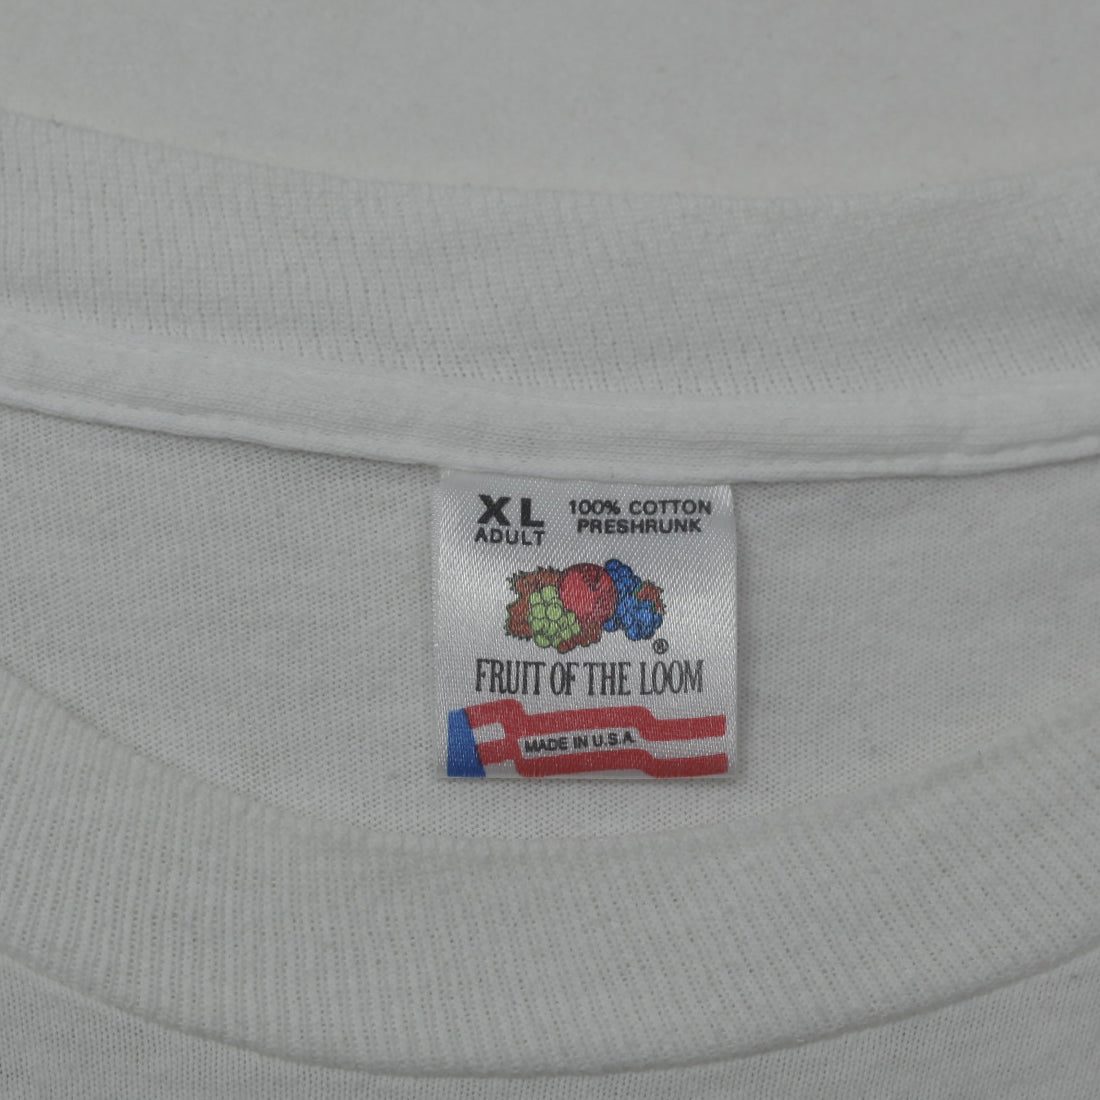 XL
ADULT
100% COTTON
PRESHRUNK
®
FRUIT OF THE LOOM
MADE IN U.S.A.